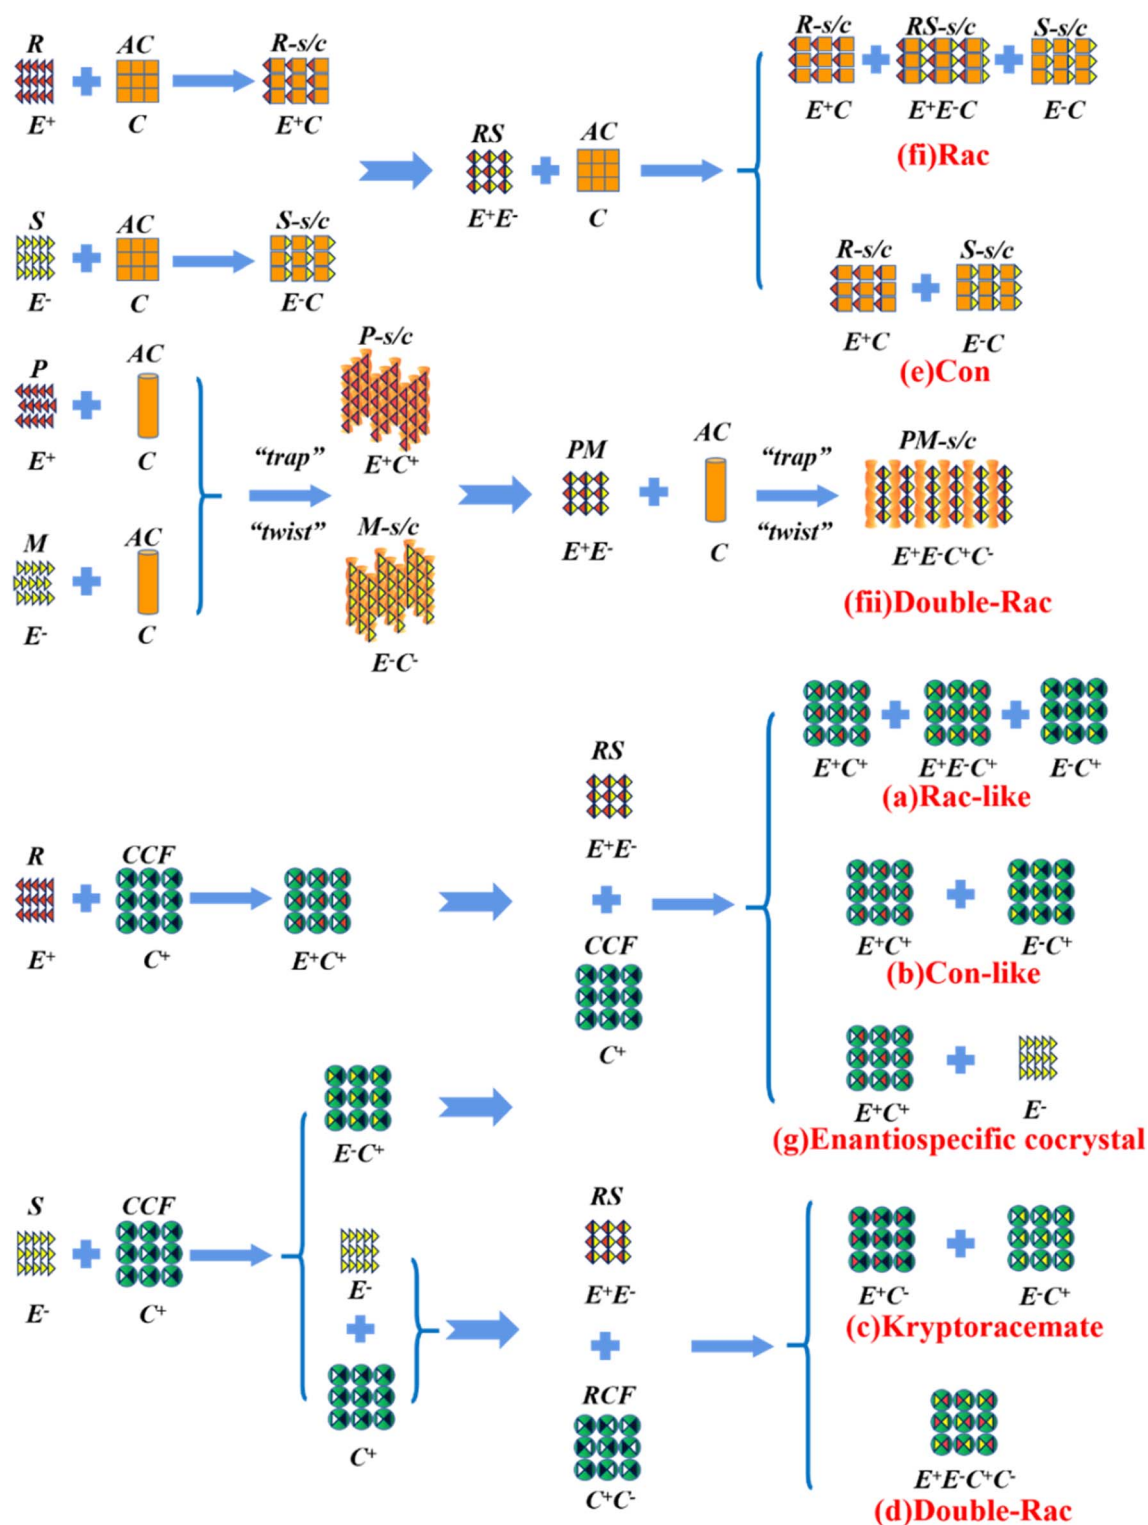 R AC R-s/c
E+ C E+C
S AC S-s/c
E- C E-C
RS AC
E+E- C
R-s/c RS-s/c S-s/c
E+C E+E-C E-C
(fi)Rac
R-s/c S-s/c
E+C E-C
(e)Con
P AC
E+ C
M AC
E- C
“trap”
“twist”
P-s/c
E+C+
M-s/c
E-C-
PM AC
E+E- C
“trap”
“twist”
PM-s/c
E+E-C+C-
(fii)Double-Rac
R CCF
E+ C+ E+C+
RS
E+E-
CCF
C+
E+C+ E+E-C+ E-C+
(a)Rac-like
E+C+ E-C+
(b)Con-like
E+C+ E-
(g)Enantiospecific cocrystal
S CCF
E- C+
E-C+
E-
C+
RS
E+E-
RCF
C+C-
E+C- E-C+
(c)Kryptoracemate
E+E-C+C-
(d)Double-Rac